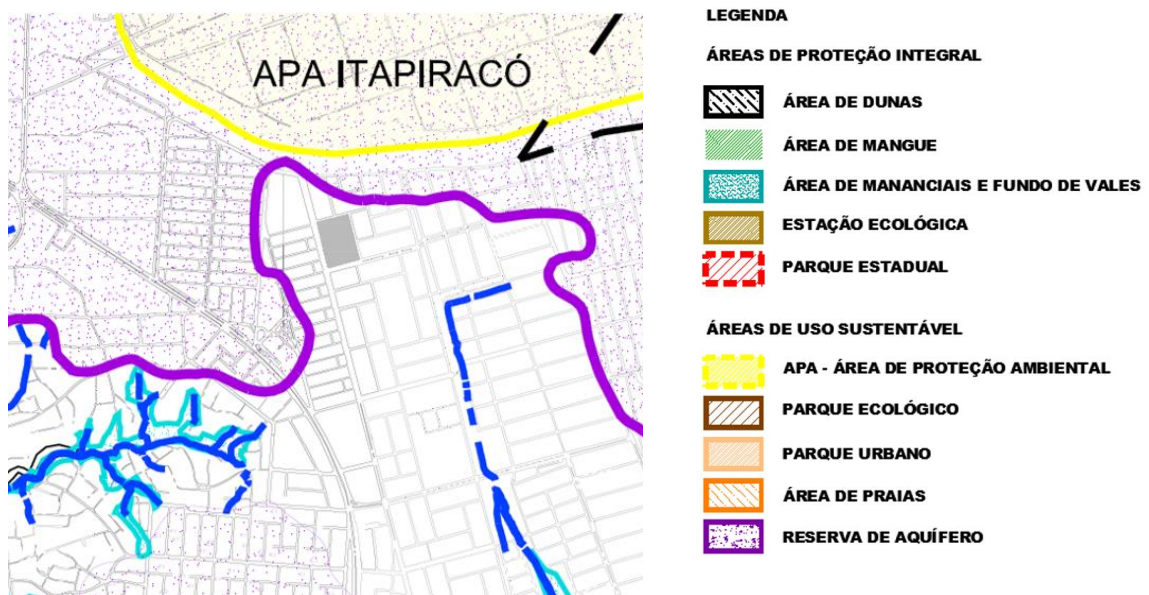 APA ITAPIRACÓ
LEGENDA
ÁREAS DE PROTEÇÃO INTEGRAL
ÁREA DE DUNAS
ÁREA DE MANGUE
ÁREA DE MANANCIAIS E FUNDO DE VALES
ESTAÇÃO ECOLÓGICA
PARQUE ESTADUAL
ÁREAS DE USO SUSTENTÁVEL
APA - ÁREA DE PROTEÇÃO AMBIENTAL
PARQUE ECOLÓGICO
PARQUE URBANO
ÁREA DE PRAIAS
RESERVA DE AQUÍFERO